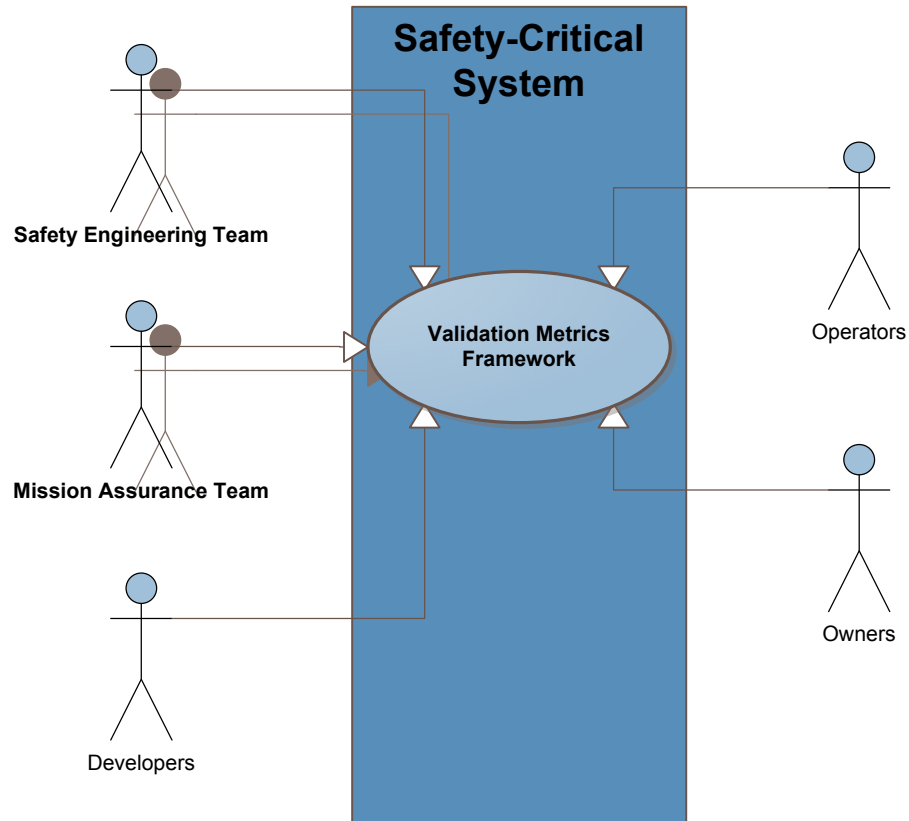 Safety-Critical
System
Safety Engineering Team
Validation Metrics
Framework
Operators
Mission Assurance Team
Owners
Developers